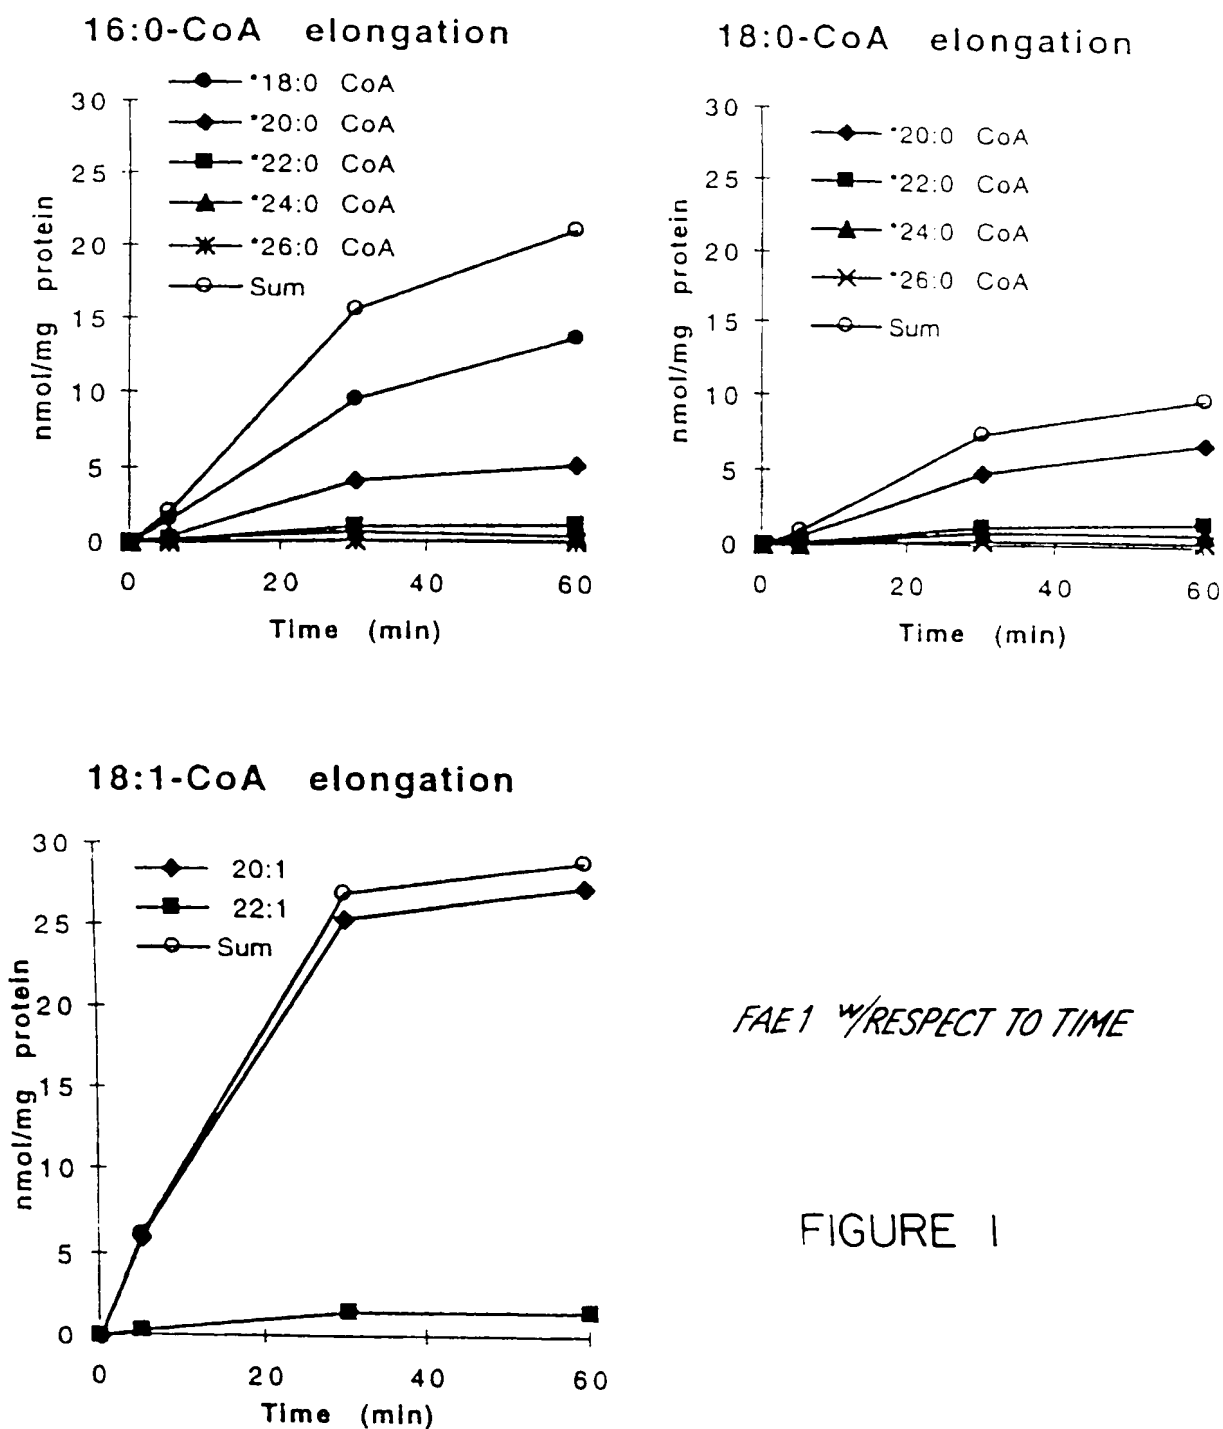 16:0-CoA elongation
*18:0 CoA
*20:0 CoA
*22:0 CoA
*24:0 CoA
*26:0 CoA
Sum
30
25
20
15
10
5
0
nmol/mg protein
0 20 40 60
Time (min)
18:0-CoA elongation
*20:0 CoA
*22:0 CoA
*24:0 CoA
*26:0 CoA
Sum
30
25
20
15
10
5
0
nmol/mg protein
0 20 40 60
Time (min)
18:1-CoA elongation
20:1
22:1
Sum
30
25
20
15
10
5
0
nmol/mg protein
0 20 40 60
Time (min)
FAE1 w/RESPECT TO TIME
FIGURE 1